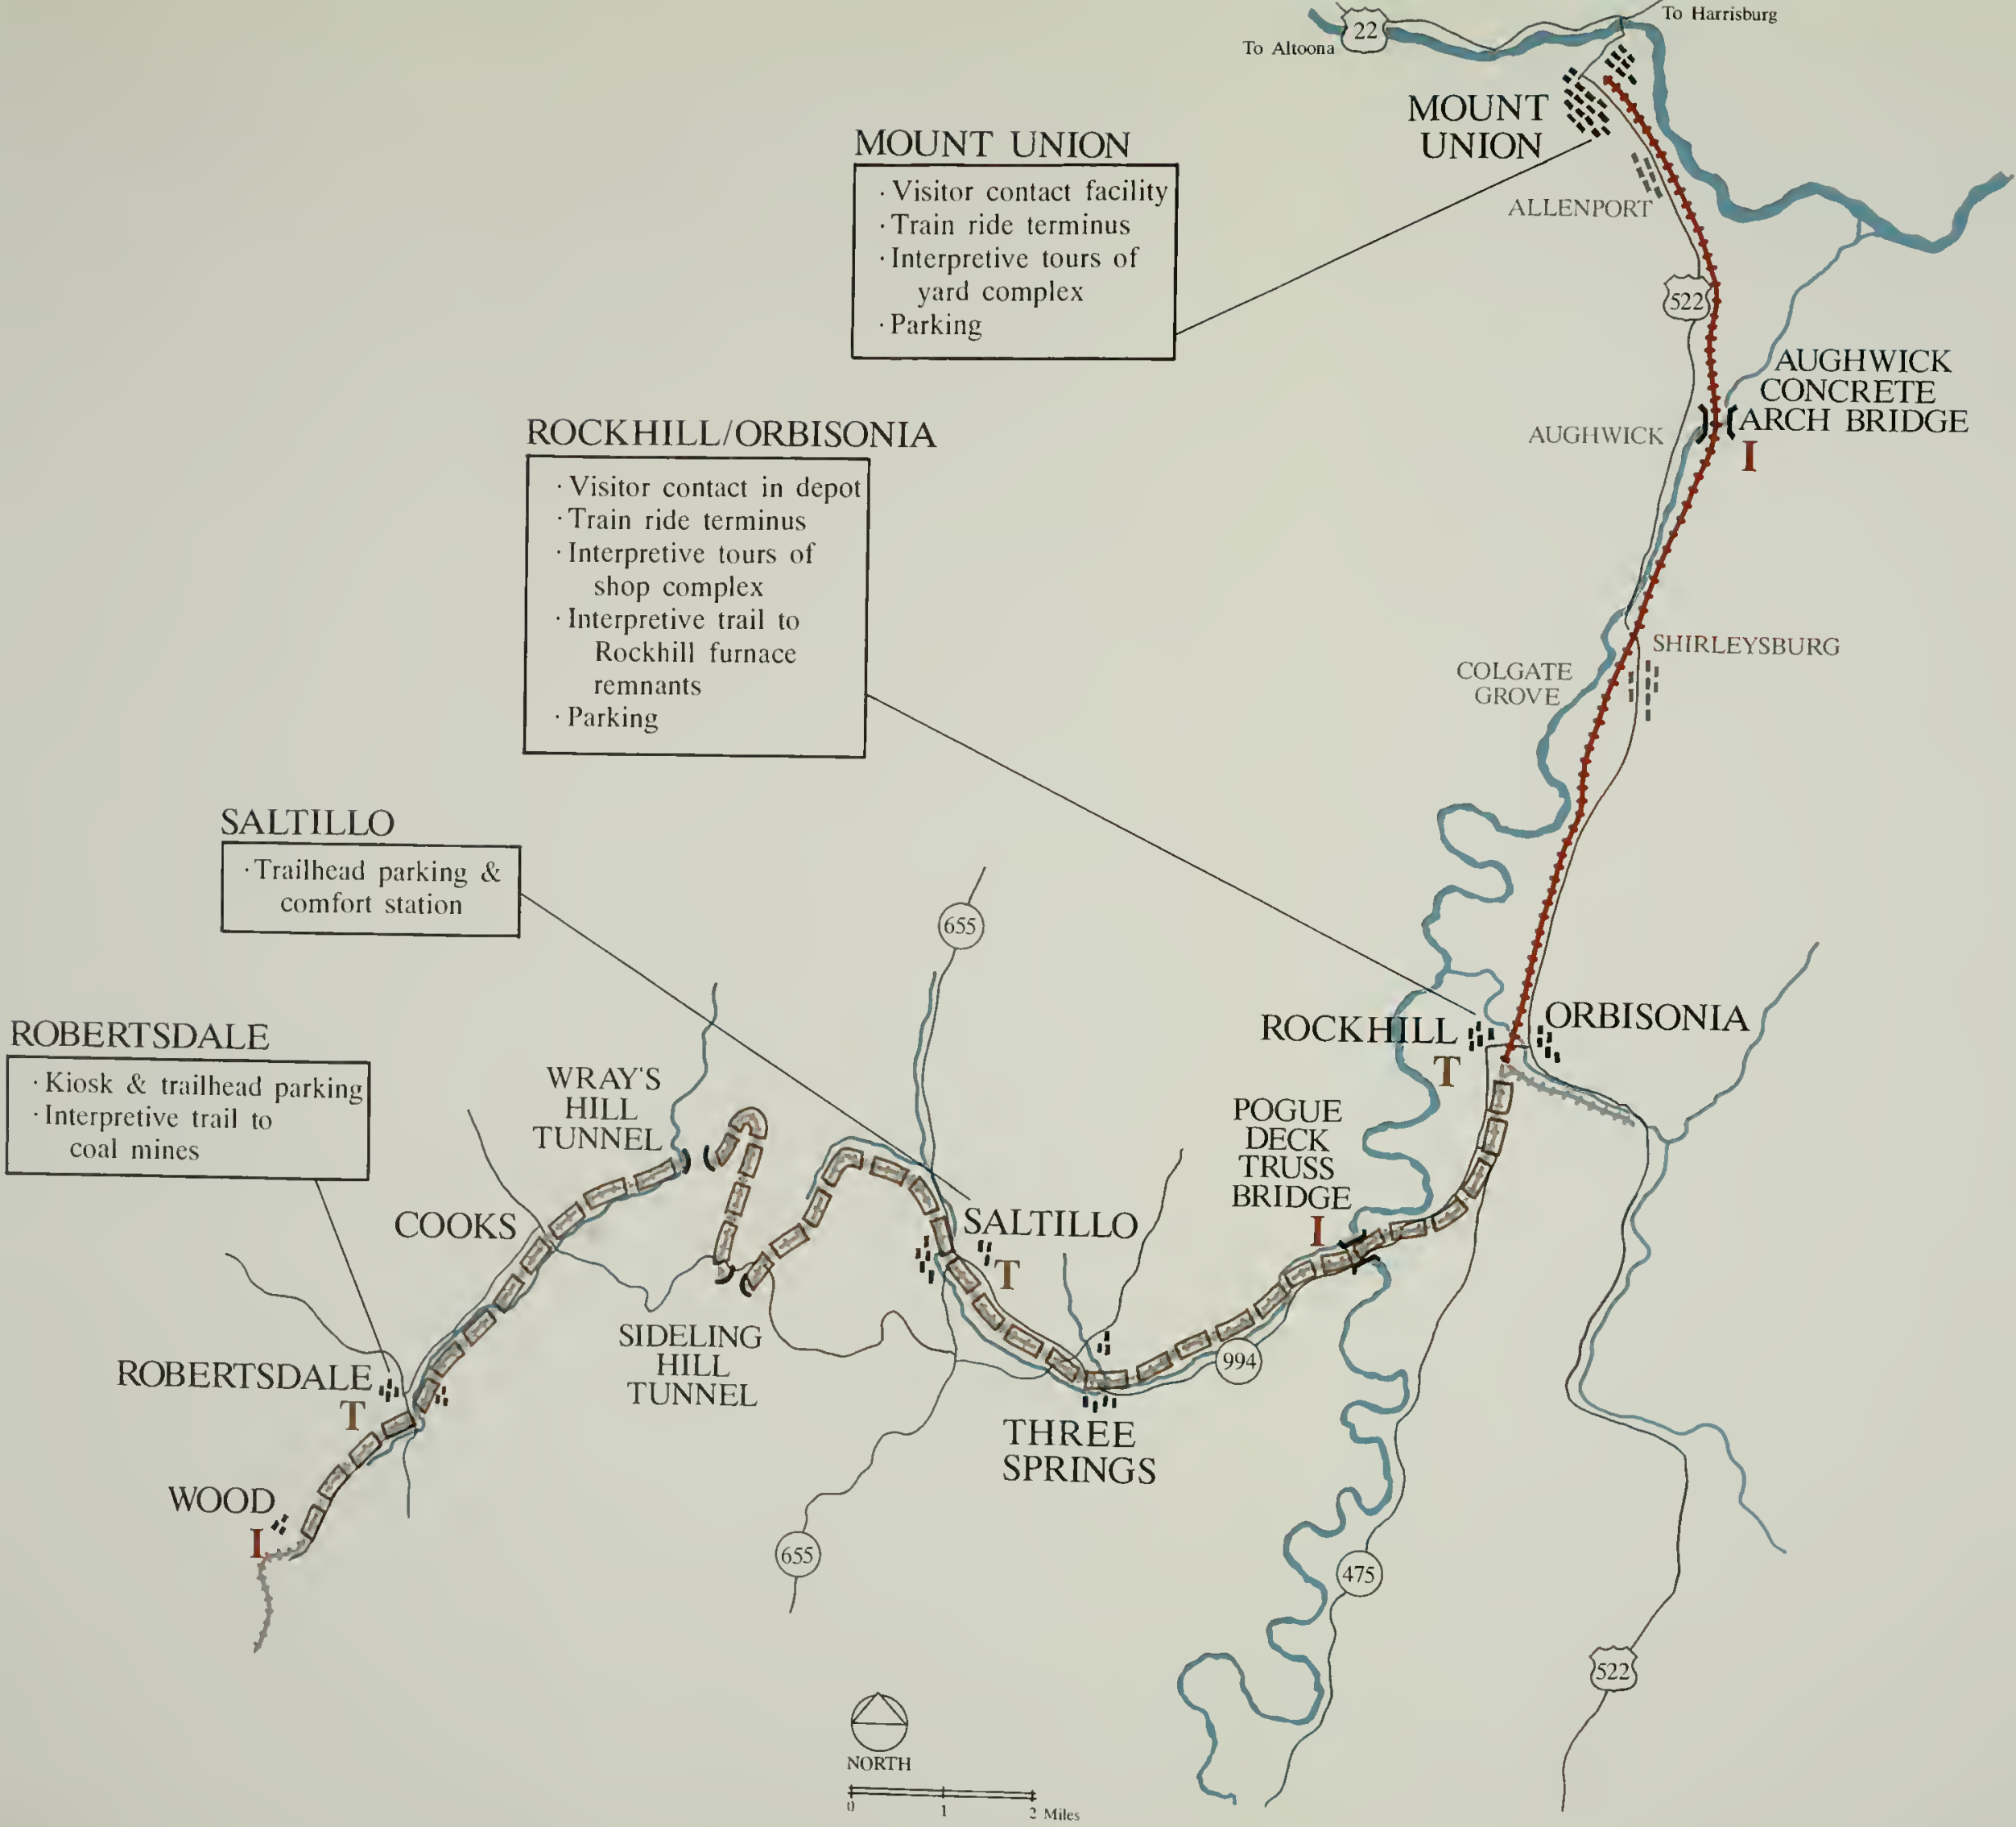 To Harrisburg
22
To Altoona
MOUNT
UNION
MOUNT UNION
· Visitor contact facility
· Train ride terminus
· Interpretive tours of
yard complex
· Parking
ALLENPORT
522
AUGHWICK
CONCRETE
ARCH BRIDGE
I
AUGHWICK
ROCKHILL/ORBISONIA
· Visitor contact in depot
· Train ride terminus
· Interpretive tours of
shop complex
· Interpretive trail to
Rockhill furnace
remnants
· Parking
SHIRLEYSBURG
COLGATE
GROVE
SALTILLO
· Trailhead parking &
comfort station
655
ROCKHILL
T
ORBISONIA
ROBERTSDALE
· Kiosk & trailhead parking
· Interpretive trail to
coal mines
WRAY'S
HILL
TUNNEL
POGUE
DECK
TRUSS
BRIDGE
I
COOKS
SALTILLO
T
SIDELING
HILL
TUNNEL
994
ROBERTSDALE
T
THREE
SPRINGS
WOOD
I
655
475
522
NORTH
0 1 2 Miles